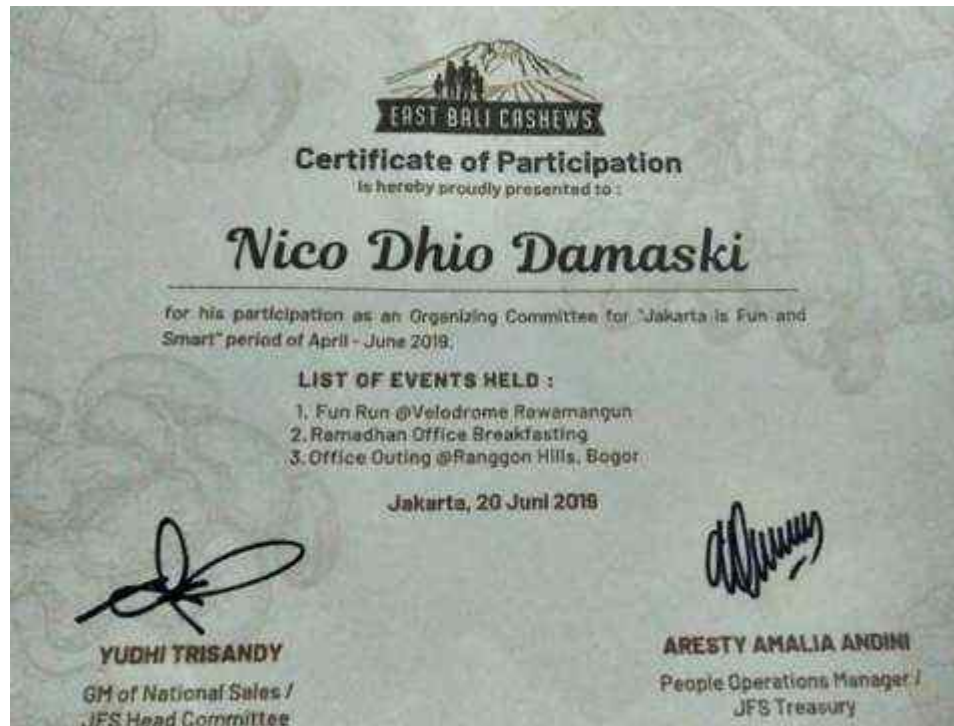 EAST BALI CASHEWS
Certificate of Participation
Is hereby proudly presented to :
Nico Dhio Damaski
for his participation as an Organizing Committee for "Jakarta is Fun and
Smart" period of April - June 2019.
LIST OF EVENTS HELD :
1. Fun Run @Velodrome Rawamangun
2. Ramadhan Office Breakfasting
3. Office Outing @Ranggon Hills, Bogor
Jakarta, 20 Juni 2019
YUDHI TRISANDY
GM of National Sales /
JFS Head Committee
ARESTY AMALIA ANDINI
People Operations Manager /
JFS Treasury